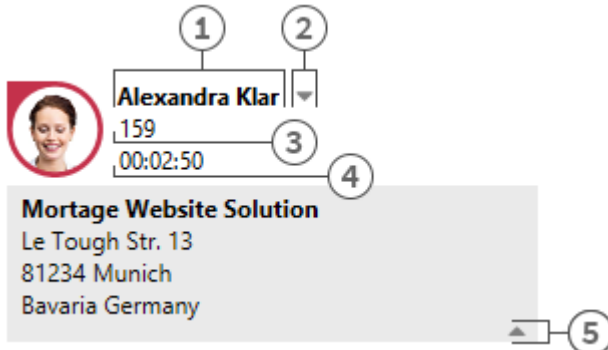 1 2
Alexandra Klar
159
3
00:02:50
4
Mortage Website Solution
Le Tough Str. 13
81234 Munich
Bavaria Germany
5